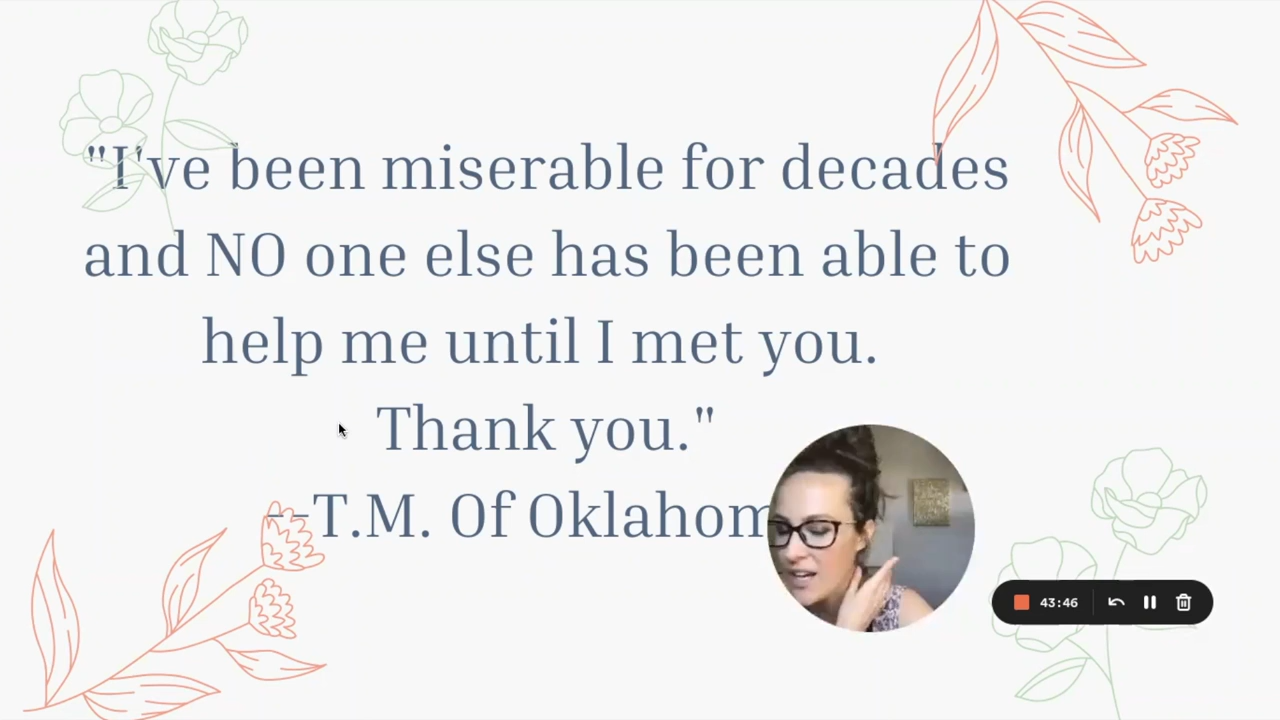 "I've been miserable for decades
and NO one else has been able to
help me until I met you.
Thank you."
--T.M. Of Oklahom
43:46